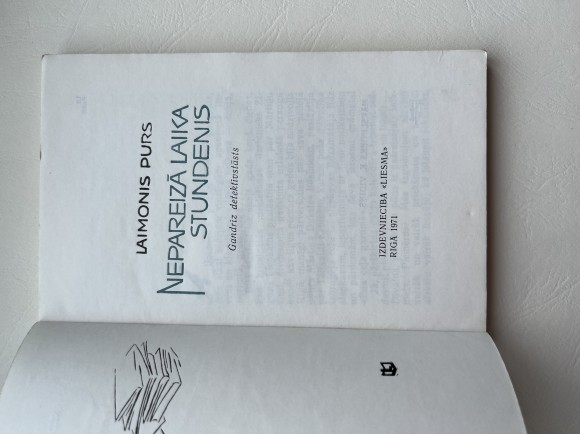 LAIMONIS PURS
NEPAREIZĀ LAIKA
STUNDENIS
Gandrīz detektīvstāsts
IZDEVNIECĪBA «LIESMA»
RĪGĀ 1971